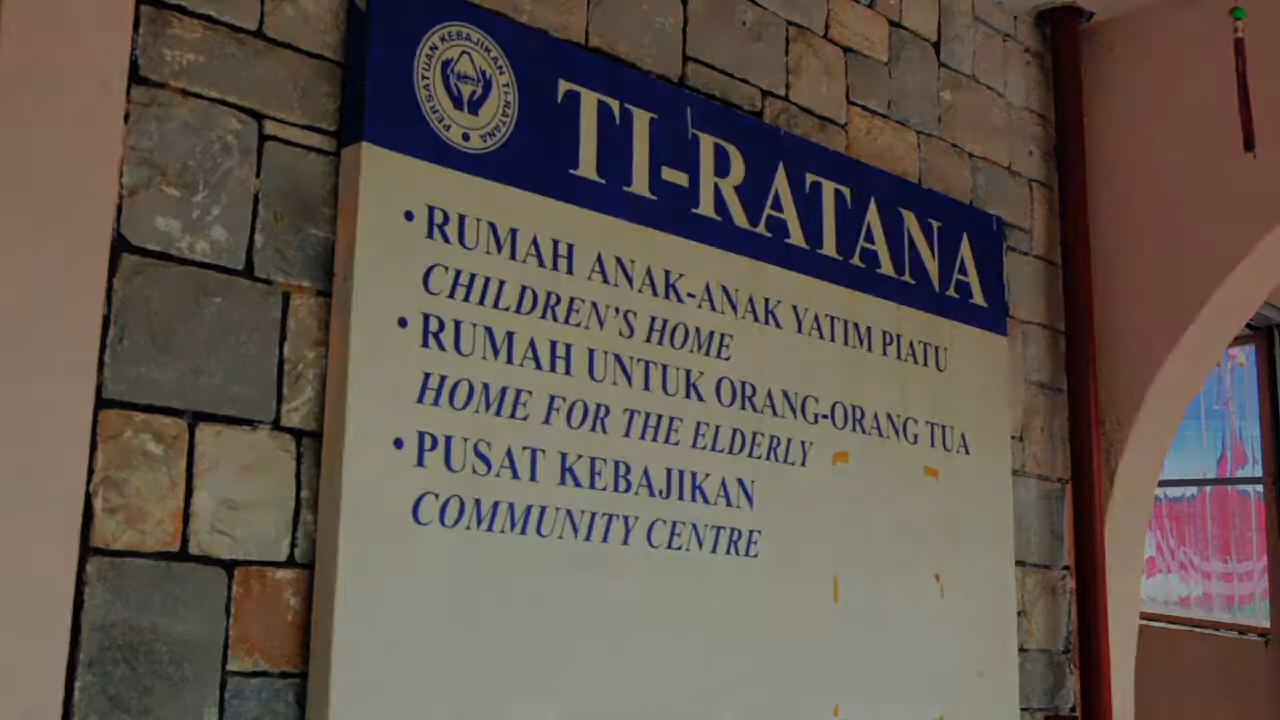 PERSATUAN KEBAJIKAN TI-RATANA
TI-RATANA
• RUMAH ANAK-ANAK YATIM PIATU
CHILDREN'S HOME
• RUMAH UNTUK ORANG-ORANG TUA
HOME FOR THE ELDERLY
• PUSAT KEBAJIKAN
COMMUNITY CENTRE